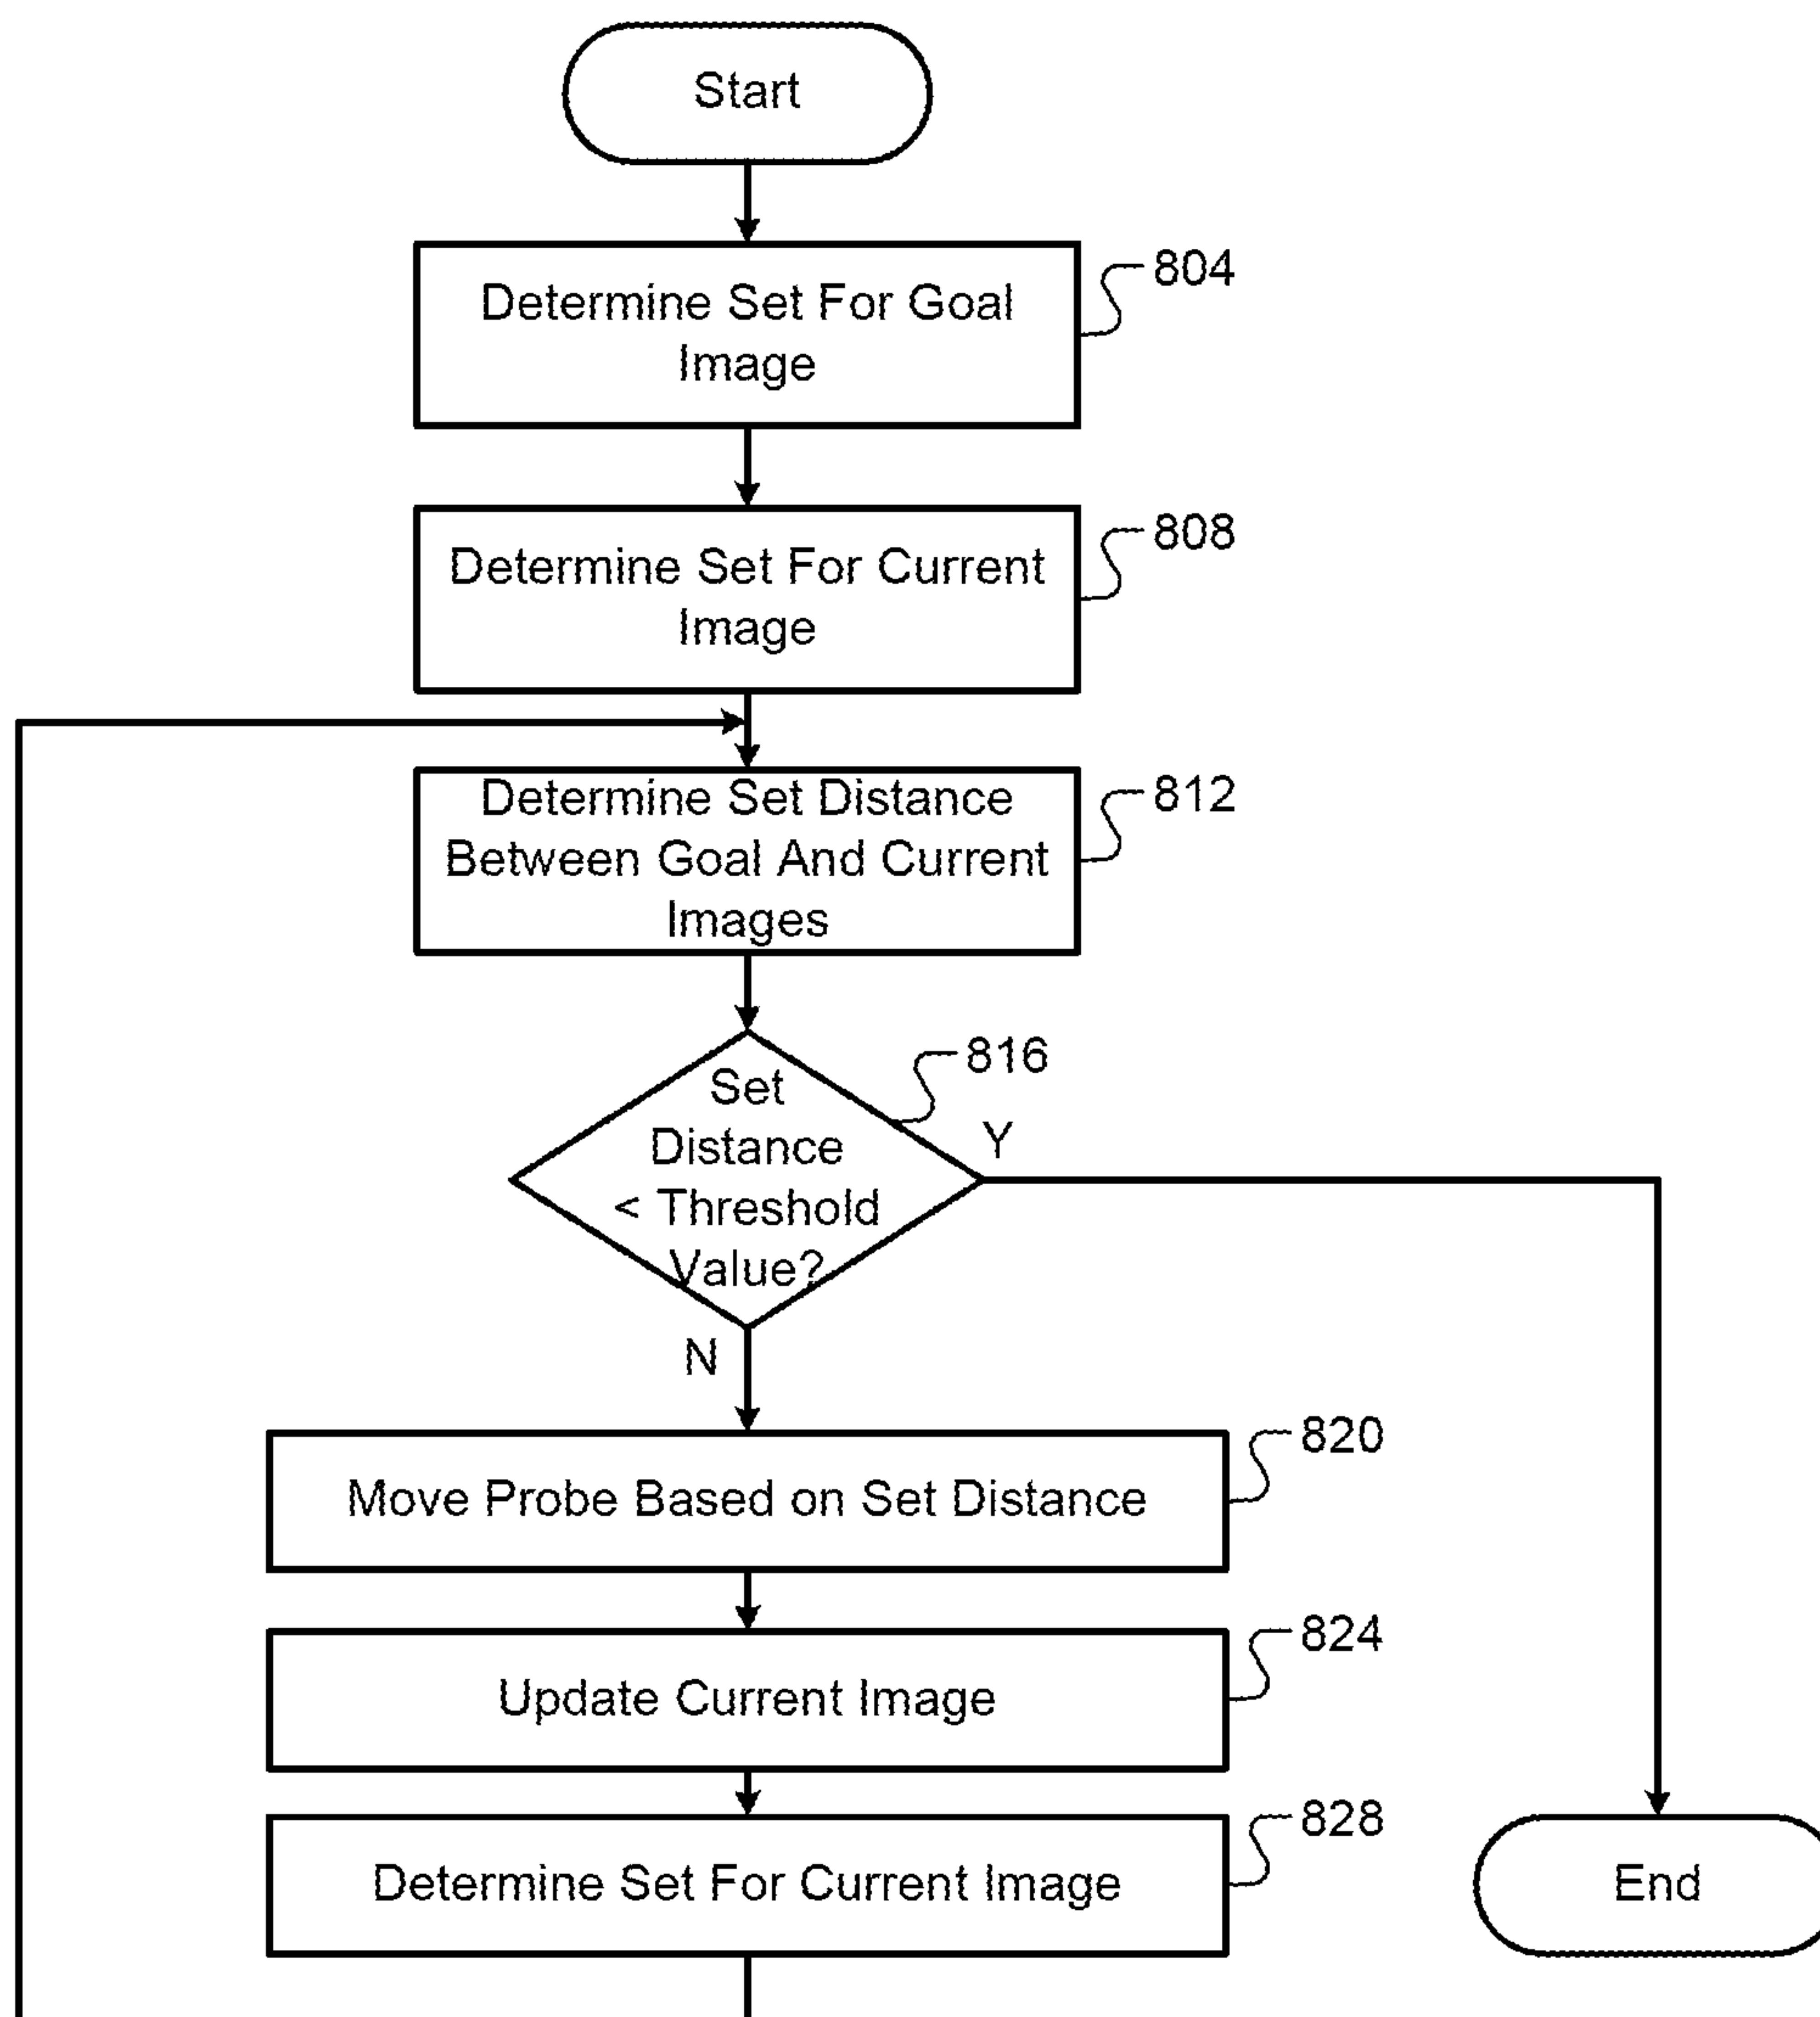 Start
Determine Set For Goal
Image
804
Determine Set For Current
Image
808
Determine Set Distance
Between Goal And Current
Images
812
Set
Distance
< Threshold
Value?
816
Y
N
Move Probe Based on Set Distance
820
Update Current Image
824
Determine Set For Current Image
828
End